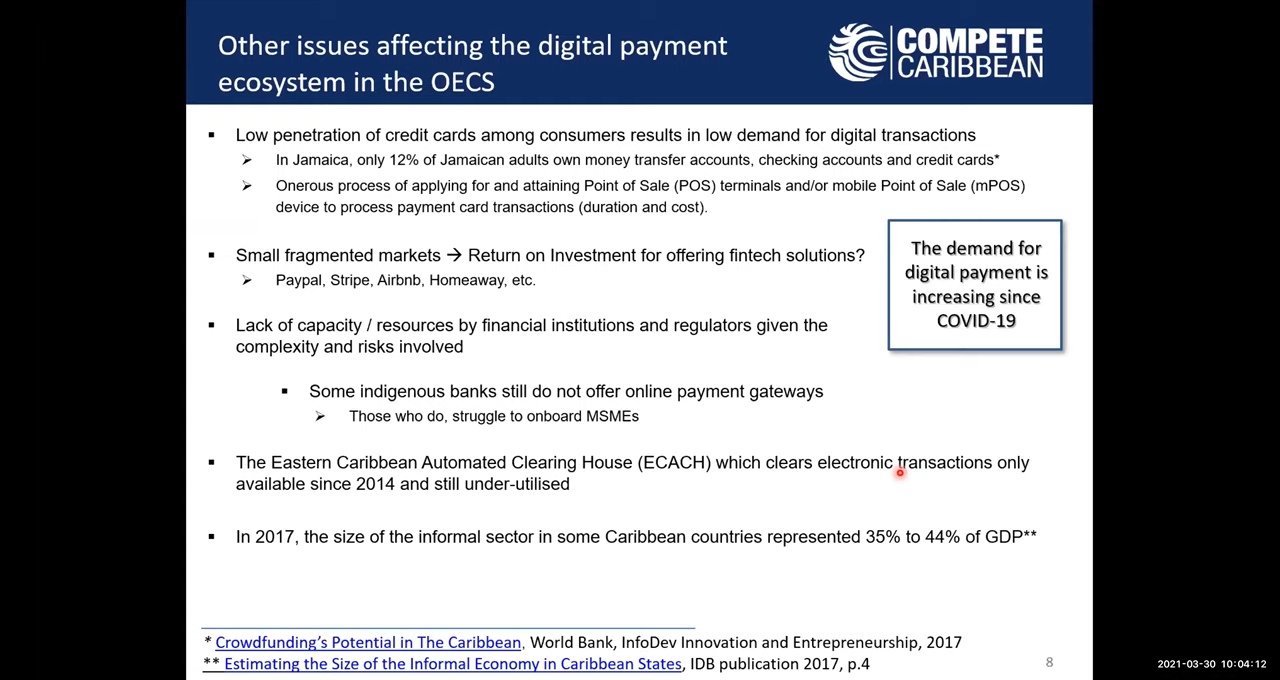 Other issues affecting the digital payment
ecosystem in the OECS
COMPETE
CARIBBEAN
▪ Low penetration of credit cards among consumers results in low demand for digital transactions
➢ In Jamaica, only 12% of Jamaican adults own money transfer accounts, checking accounts and credit cards*
➢ Onerous process of applying for and attaining Point of Sale (POS) terminals and/or mobile Point of Sale (mPOS)
device to process payment card transactions (duration and cost).
▪ Small fragmented markets → Return on Investment for offering fintech solutions?
➢ Paypal, Stripe, Airbnb, Homeaway, etc.
The demand for
digital payment is
increasing since
COVID-19
▪ Lack of capacity / resources by financial institutions and regulators given the
complexity and risks involved
▪ Some indigenous banks still do not offer online payment gateways
➢ Those who do, struggle to onboard MSMEs
▪ The Eastern Caribbean Automated Clearing House (ECACH) which clears electronic transactions only
available since 2014 and still under-utilised
▪ In 2017, the size of the informal sector in some Caribbean countries represented 35% to 44% of GDP**
* Crowdfunding's Potential in The Caribbean, World Bank, InfoDev Innovation and Entrepreneurship, 2017
** Estimating the Size of the Informal Economy in Caribbean States, IDB publication 2017, p.4
8
2021-03-30 10:04:12